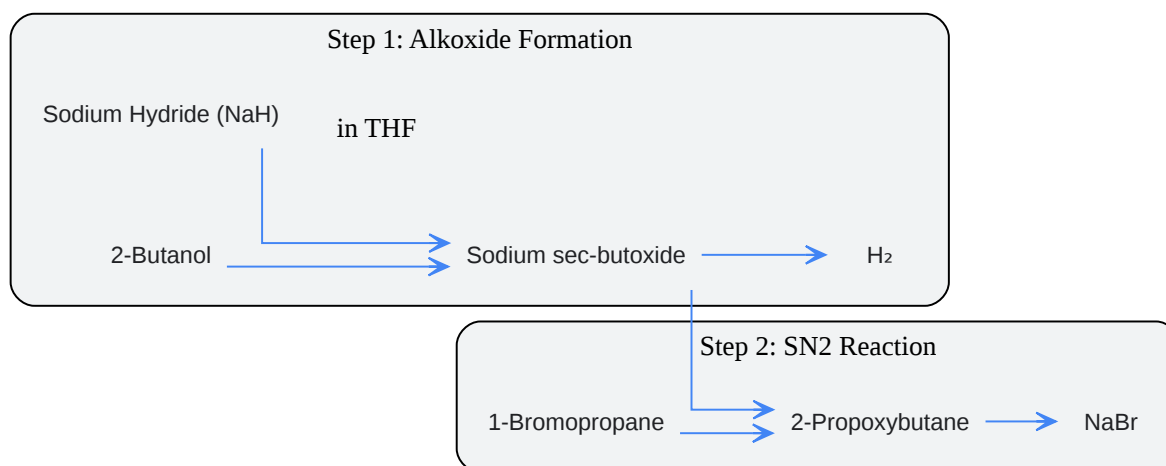 Step 1: Alkoxide Formation
Sodium Hydride (NaH)
in THF
2-Butanol
Sodium sec-butoxide
H₂
Step 2: SN2 Reaction
1-Bromopropane
2-Propoxybutane
NaBr